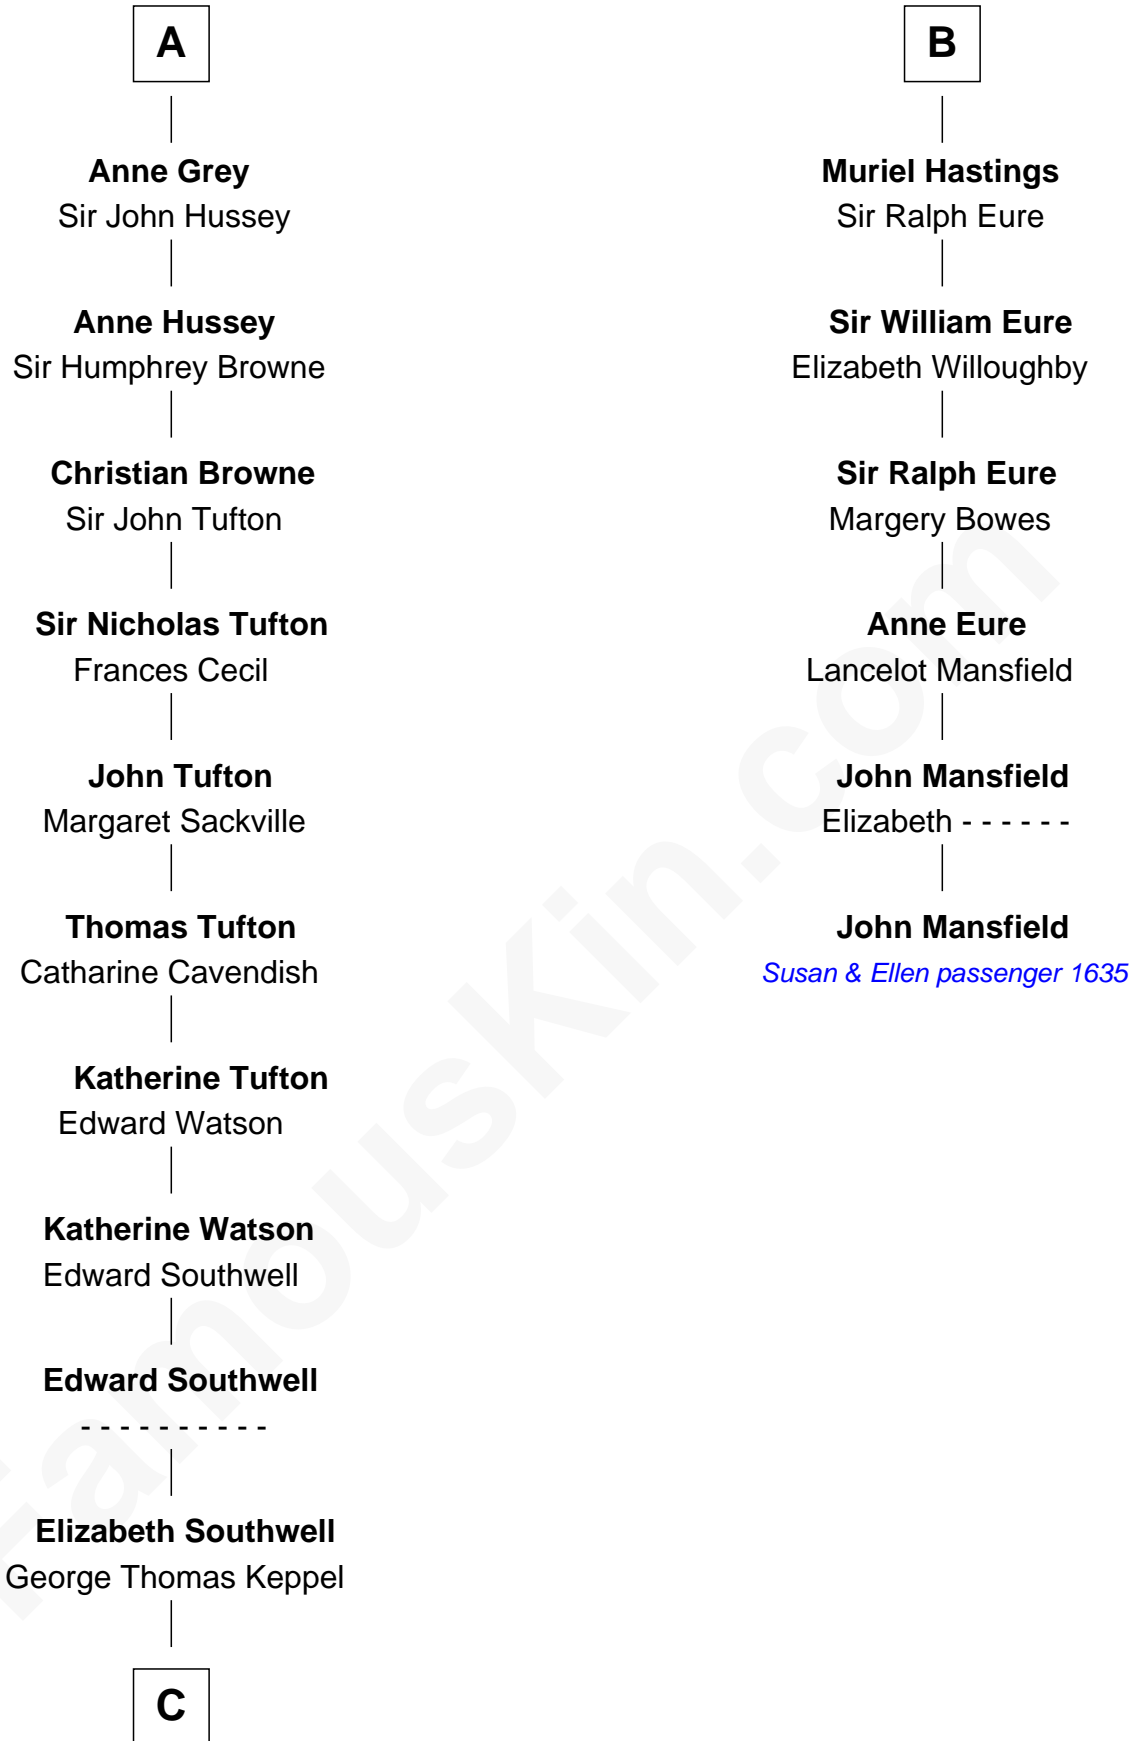 A
Anne Grey
Sir John Hussey
Anne Hussey
Sir Humphrey Browne
Christian Browne
Sir John Tufton
Sir Nicholas Tufton
Frances Cecil
John Tufton
Margaret Sackville
Thomas Tufton
Catharine Cavendish
Katherine Tufton
Edward Watson
Katherine Watson
Edward Southwell
Edward Southwell
- - - - - - - - - -
Elizabeth Southwell
George Thomas Keppel
C
B
Muriel Hastings
Sir Ralph Eure
Sir William Eure
Elizabeth Willoughby
Sir Ralph Eure
Margery Bowes
Anne Eure
Lancelot Mansfield
John Mansfield
Elizabeth - - - - - -
John Mansfield
Susan & Ellen passenger 1635
FamousKin.com